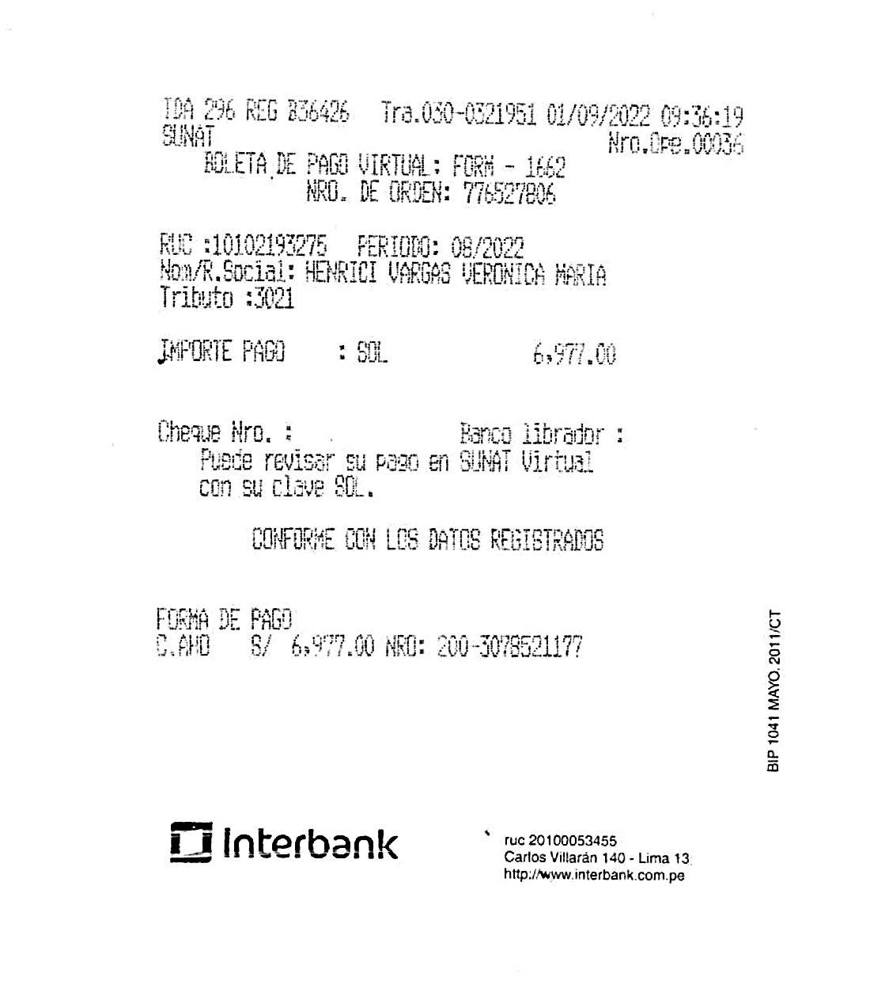 TDA 296 REG B36426 Tra.030-0321951 01/09/2022 09:36:19
SUNAT Nro.Ope.00036
BOLETA DE PAGO VIRTUAL: FORM - 1662
NRO. DE ORDEN: 776527806
RUC :10102193275 PERIODO: 08/2022
Nom/R.Social: HENRICI VARGAS VERONICA MARIA
Tributo :3021
IMPORTE PAGO : SOL 6,977.00
Cheque Nro. : Banco librador :
Puede revisar su pago en SUNAT Virtual
con su clave SOL.
CONFORME CON LOS DATOS REGISTRADOS
FORMA DE PAGO
C.AHO S/ 6,977.00 NRO: 200-3078521177
BIP 1041 MAYO. 2011/CT
Interbank
ruc 20100053455
Carlos Villarán 140 - Lima 13
http://www.interbank.com.pe